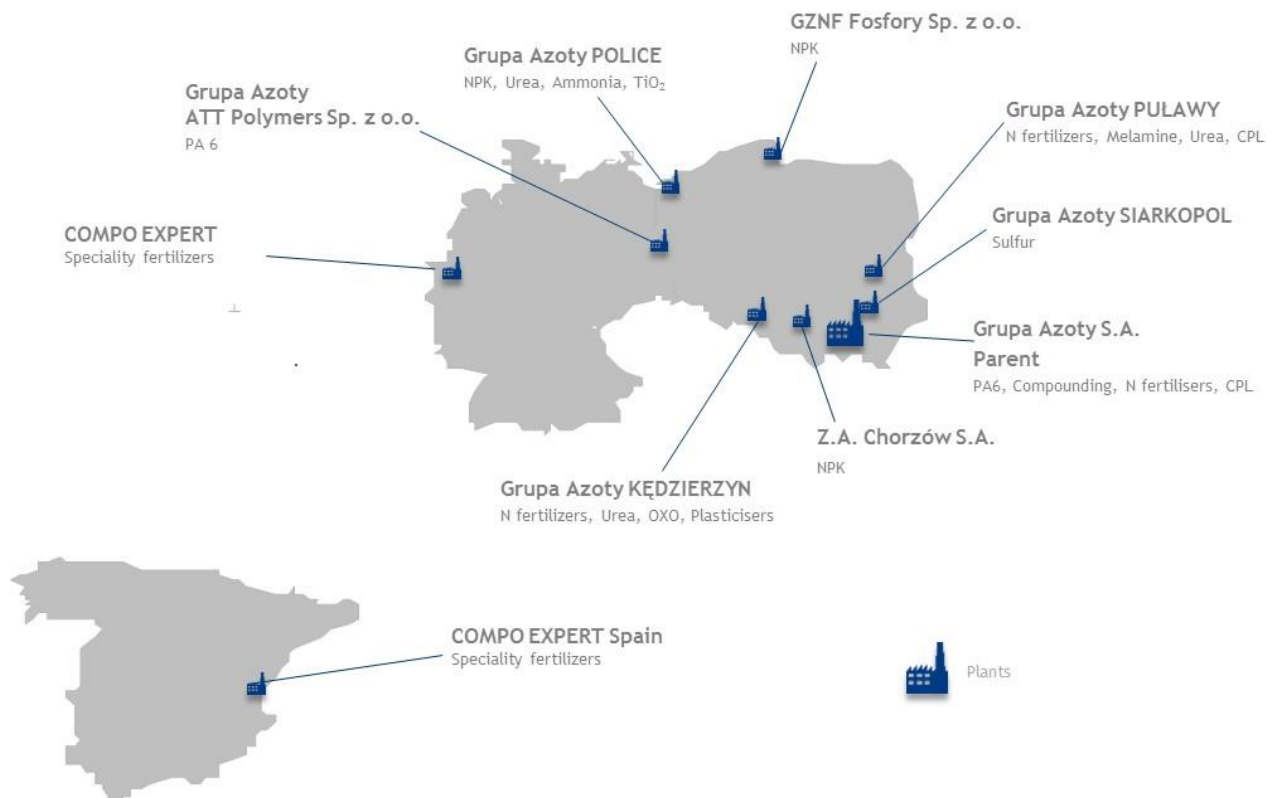 GZNF Fosfory Sp. z o.o.
NPK
Grupa Azoty POLICE
NPK, Urea, Ammonia, TiO₂
Grupa Azoty
ATT Polymers Sp. z o.o.
PA 6
Grupa Azoty PUŁAWY
N fertilizers, Melamine, Urea, CPL
Grupa Azoty SIARKOPOL
Sulfur
COMPO EXPERT
Speciality fertilizers
Grupa Azoty S.A.
Parent
PA6, Compounding, N fertilisers, CPL
Z.A. Chorzów S.A.
NPK
Grupa Azoty KĘDZIERZYN
N fertilizers, Urea, OXO, Plasticisers
COMPO EXPERT Spain
Speciality fertilizers
Plants